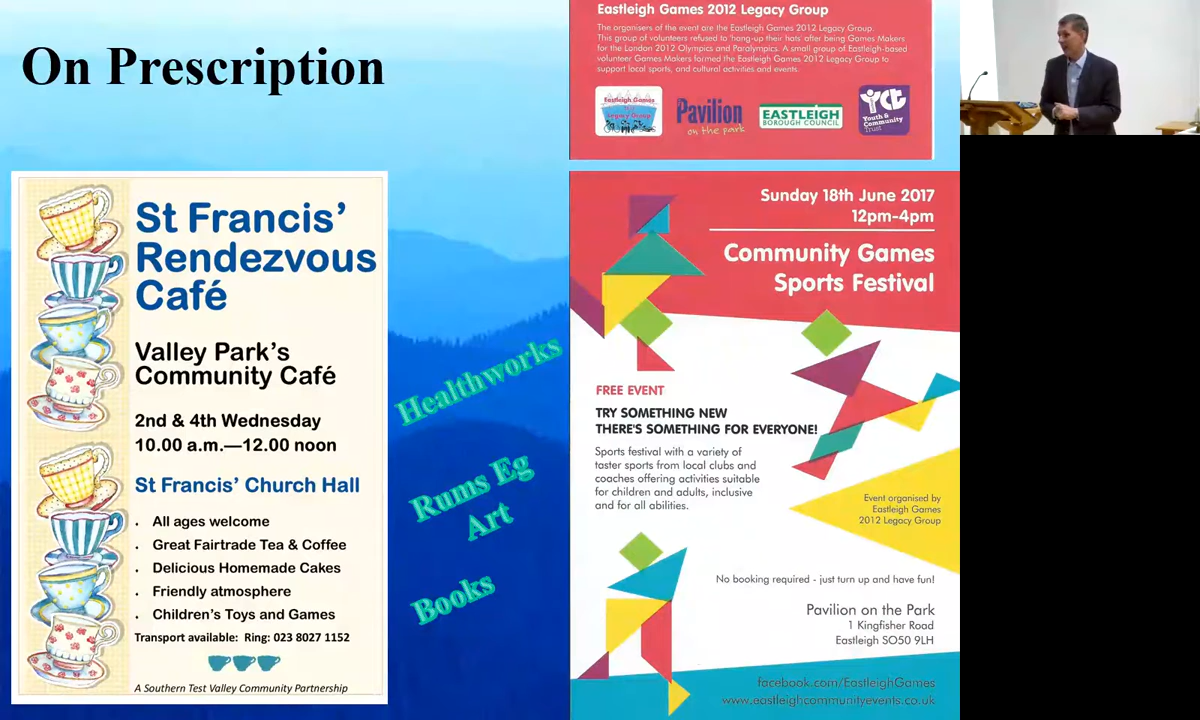 On Prescription
St Francis'
Rendezvous
Café
Valley Park's
Community Café
2nd & 4th Wednesday
10.00 a.m.—12.00 noon
St Francis' Church Hall
. All ages welcome
. Great Fairtrade Tea & Coffee
. Delicious Homemade Cakes
. Friendly atmosphere
. Children's Toys and Games
Transport available: Ring: 023 8027 1152
A Southern Test Valley Community Partnership
Healthworks
Rums Eg
Art
Books
Eastleigh Games 2012 Legacy Group
The organisers of the event are the Eastleigh Games 2012 Legacy Group.
This group of volunteers refused to 'hang-up their hats' after being Games Makers
for the London 2012 Olympics and Paralympics. A small group of Eastleigh-based
volunteer Games Makers formed the Eastleigh Games 2012 Legacy Group to
support local sports, and cultural activities and events.
Eastleigh Games
Legacy Group
Pavilion
on the park
EASTLEIGH
BOROUGH COUNCIL
YCT
Youth &
Community
Trust
Sunday 18th June 2017
12pm-4pm
Community Games
Sports Festival
FREE EVENT
TRY SOMETHING NEW
THERE'S SOMETHING FOR EVERYONE!
Sports festival with a variety of
taster sports from local clubs and
coaches offering activities suitable
for children and adults, inclusive
and for all abilities.
Event organised by
Eastleigh Games
2012 Legacy Group
No booking required - just turn up and have fun!
Pavilion on the Park
1 Kingfisher Road
Eastleigh SO50 9LH
facebook.com/EastleighGames
www.eastleighcommunityevents.co.uk